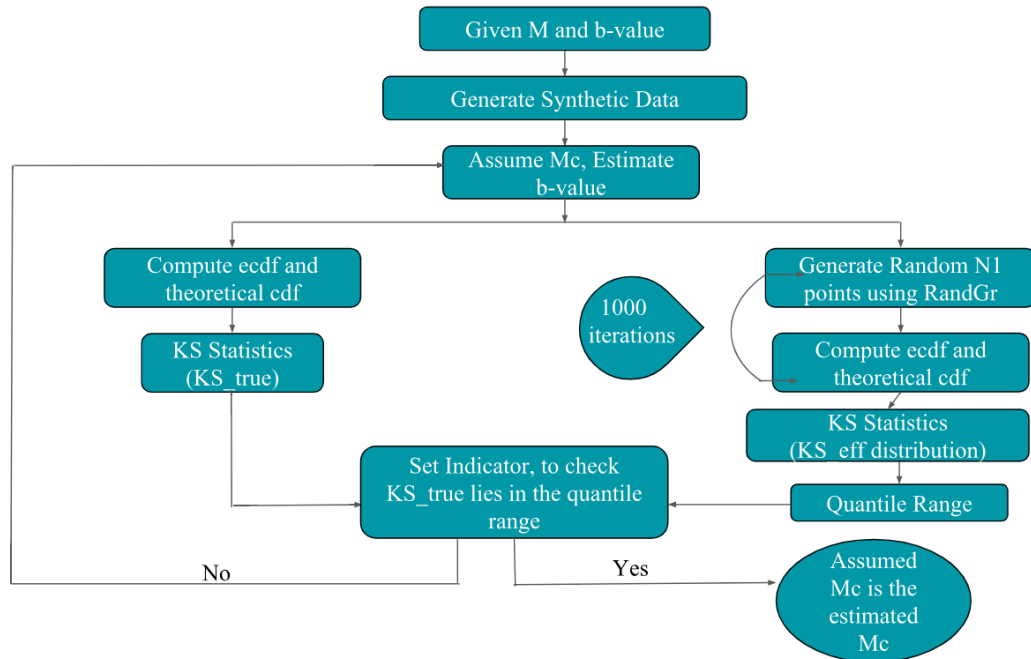 Given M and b-value
Generate Synthetic Data
Assume Mc, Estimate
b-value
Compute ecdf and
theoretical cdf
Generate Random N1
points using RandGr
1000
iterations
KS Statistics
(KS_true)
Compute ecdf and
theoretical cdf
KS Statistics
(KS_eff distribution)
Set Indicator, to check
KS_true lies in the quantile
range
Quantile Range
No
Yes
Assumed
Mc is the
estimated
Mc